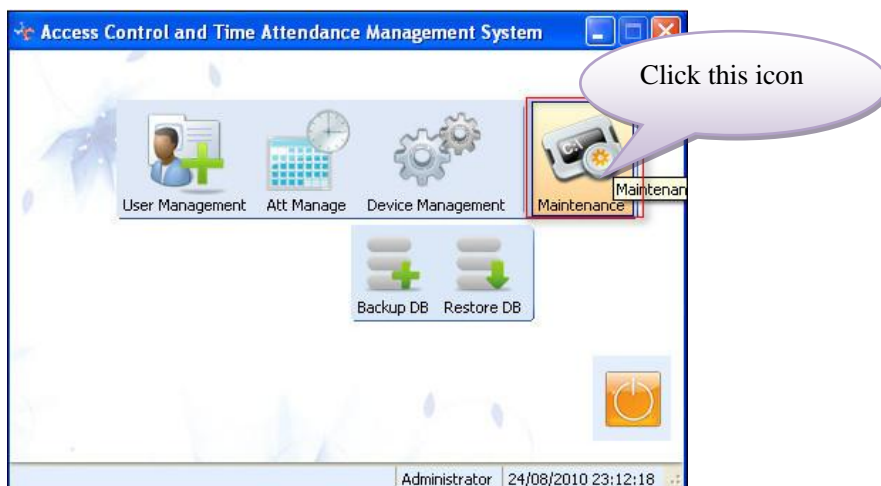 Access Control and Time Attendance Management System
Click this icon
C:\
Maintenan
User Management Att Manage Device Management Maintenance
Backup DB Restore DB
Administrator 24/08/2010 23:12:18